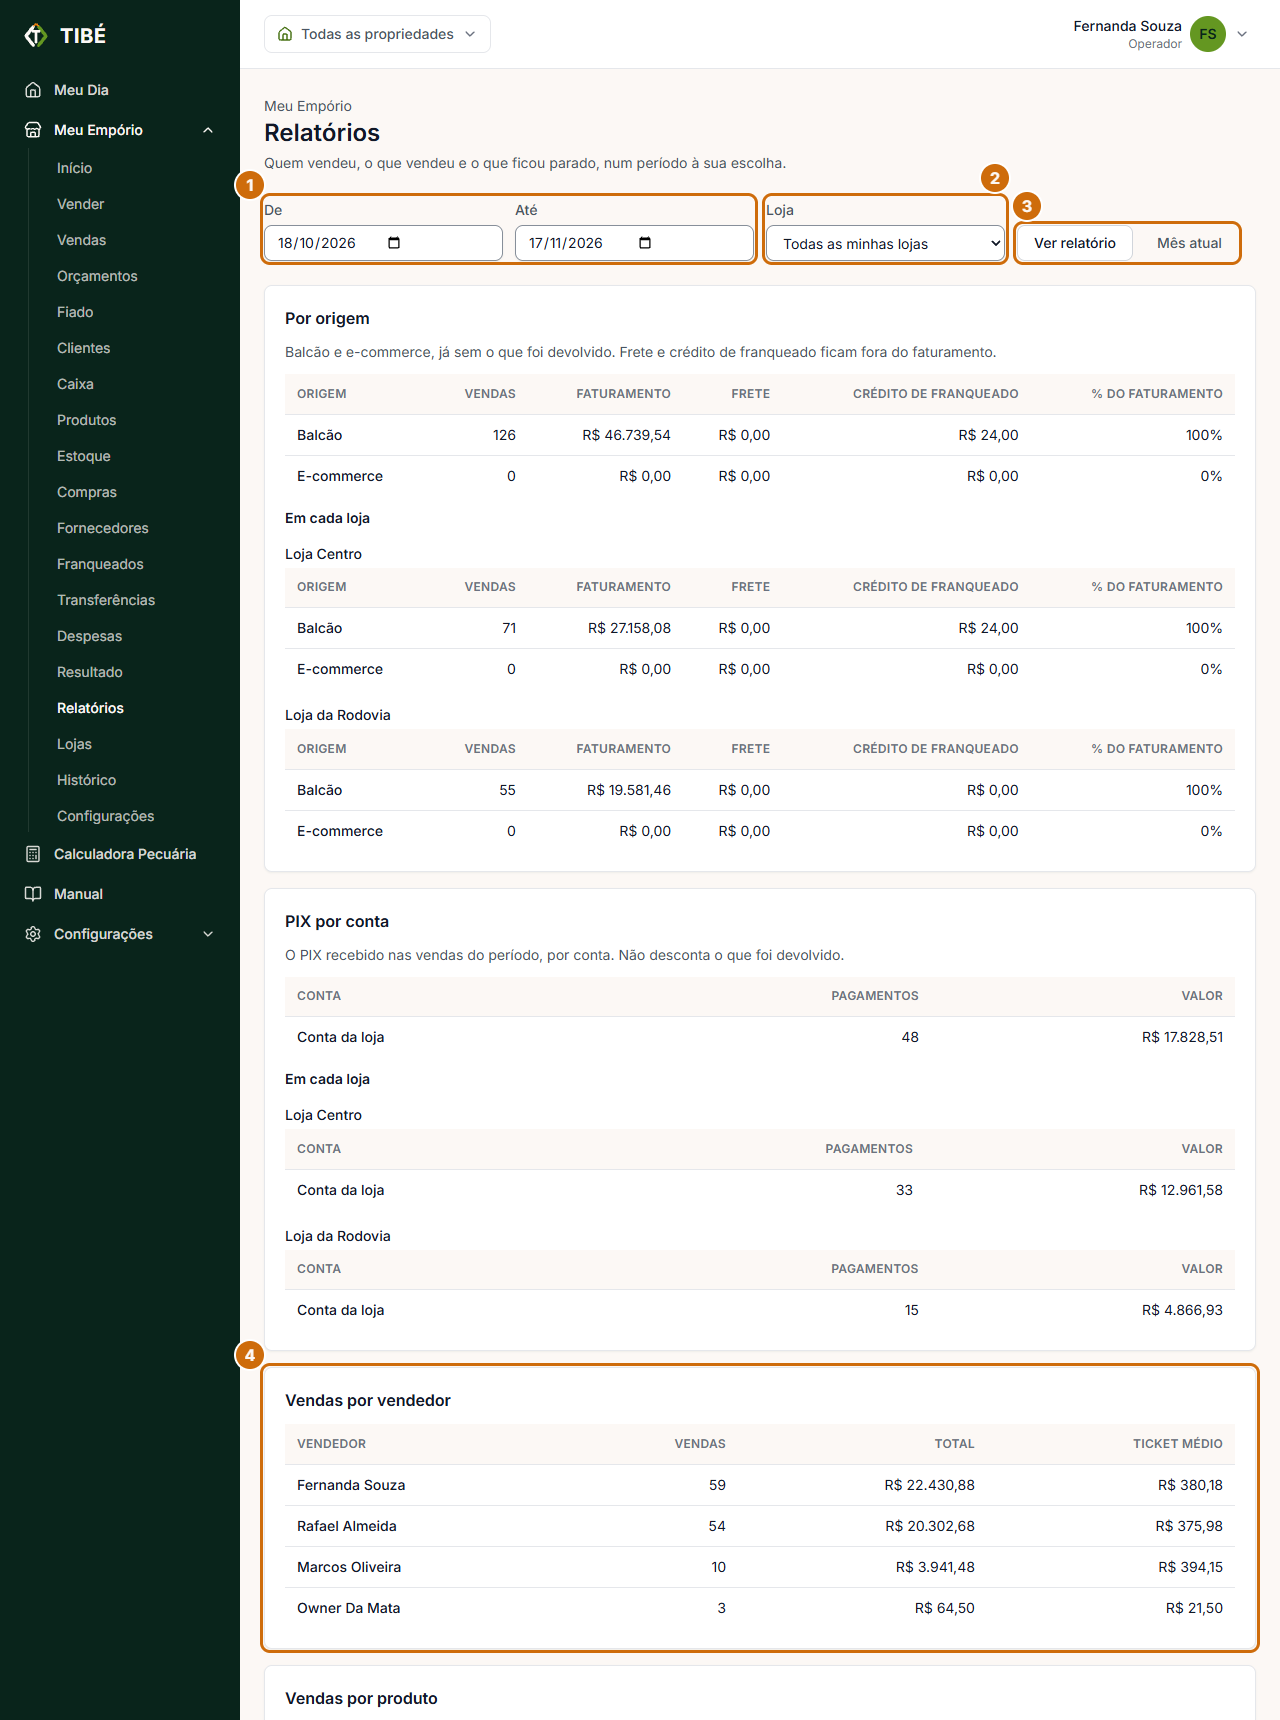 TIBÉ
Todas as propriedades
Fernanda Souza
Operador
FS
Meu Dia
Meu Empório
Início
Vender
Vendas
Orçamentos
Fiado
Clientes
Caixa
Produtos
Estoque
Compras
Fornecedores
Franqueados
Transferências
Despesas
Resultado
Relatórios
Lojas
Histórico
Configurações
Calculadora Pecuária
Manual
Configurações
Meu Empório
Relatórios
Quem vendeu, o que vendeu e o que ficou parado, num período à sua escolha.
1
2
3
De
Até
Loja
18/10/2026
17/11/2026
Todas as minhas lojas
Ver relatório
Mês atual
Por origem
Balcão e e-commerce, já sem o que foi devolvido. Frete e crédito de franqueado ficam fora do faturamento.
ORIGEM VENDAS FATURAMENTO FRETE CRÉDITO DE FRANQUEADO % DO FATURAMENTO
Balcão 126 R$ 46.739,54 R$ 0,00 R$ 24,00 100%
E-commerce 0 R$ 0,00 R$ 0,00 R$ 0,00 0%
Em cada loja
Loja Centro
ORIGEM VENDAS FATURAMENTO FRETE CRÉDITO DE FRANQUEADO % DO FATURAMENTO
Balcão 71 R$ 27.158,08 R$ 0,00 R$ 24,00 100%
E-commerce 0 R$ 0,00 R$ 0,00 R$ 0,00 0%
Loja da Rodovia
ORIGEM VENDAS FATURAMENTO FRETE CRÉDITO DE FRANQUEADO % DO FATURAMENTO
Balcão 55 R$ 19.581,46 R$ 0,00 R$ 0,00 100%
E-commerce 0 R$ 0,00 R$ 0,00 R$ 0,00 0%
PIX por conta
O PIX recebido nas vendas do período, por conta. Não desconta o que foi devolvido.
CONTA PAGAMENTOS VALOR
Conta da loja 48 R$ 17.828,51
Em cada loja
Loja Centro
CONTA PAGAMENTOS VALOR
Conta da loja 33 R$ 12.961,58
Loja da Rodovia
CONTA PAGAMENTOS VALOR
Conta da loja 15 R$ 4.866,93
4
Vendas por vendedor
VENDEDOR VENDAS TOTAL TICKET MÉDIO
Fernanda Souza 59 R$ 22.430,88 R$ 380,18
Rafael Almeida 54 R$ 20.302,68 R$ 375,98
Marcos Oliveira 10 R$ 3.941,48 R$ 394,15
Owner Da Mata 3 R$ 64,50 R$ 21,50
Vendas por produto